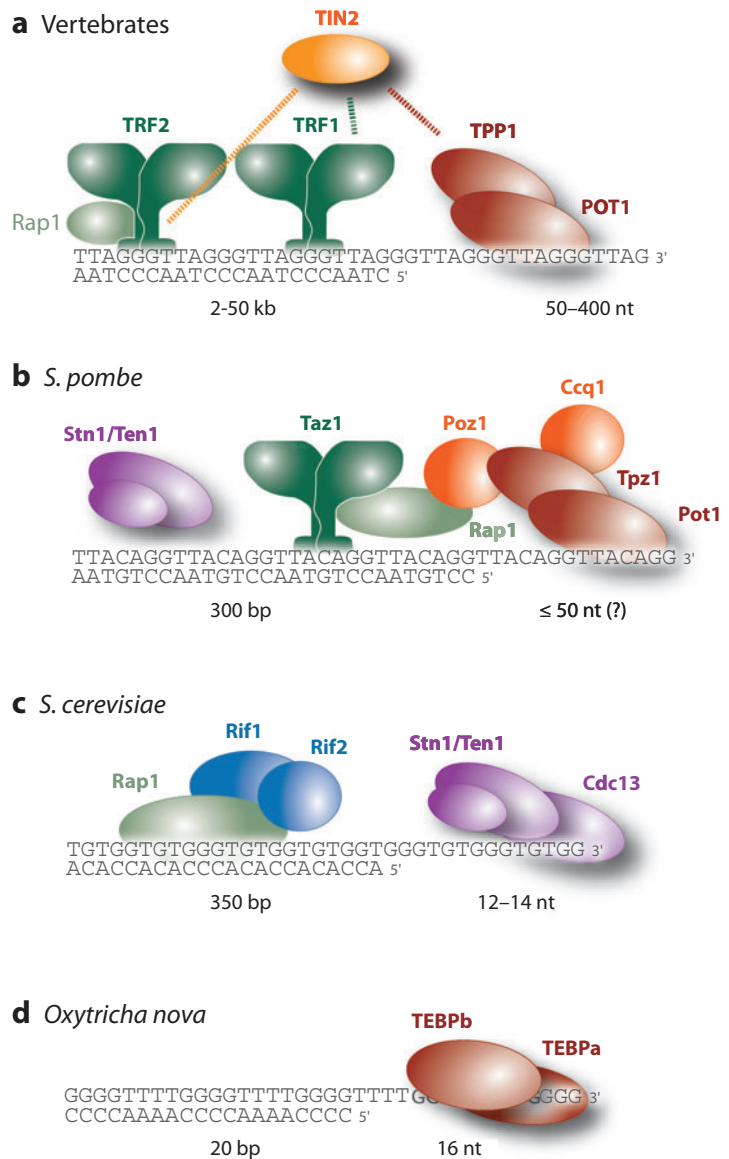 a Vertebrates
TIN2
TRF2
TRF1
TPP1
Rap1
POT1
TTAGGGTTAGGGTTAGGGTTAGGGTTAGGGTTAGGGTTAG 3'
AATCCCAATCCCAATCCCAATC 5'
2-50 kb
50–400 nt
b S. pombe
Ccq1
Stn1/Ten1
Taz1
Poz1
Tpz1
Rap1
Pot1
TTACAGGTTACAGGTTACAGGTTACAGGTTACAGGTTACAGG 3'
AATGTCCAATGTCCAATGTCCAATGTCC 5'
300 bp
≤ 50 nt (?)
c S. cerevisiae
Rif1
Rif2
Stn1/Ten1
Rap1
Cdc13
TGTGGTGTGTGGGTGTGGTGTGGTGGGTGTGGGTGTGG 3'
ACACCACACCCACACCACACCA 5'
350 bp
12–14 nt
d Oxytricha nova
TEBPb
TEBPa
GGGGTTTTGGGGTTTTGGGGTTTTGG
GGGG 3'
CCCCAAAACCCCAAAACCCC 5'
20 bp
16 nt